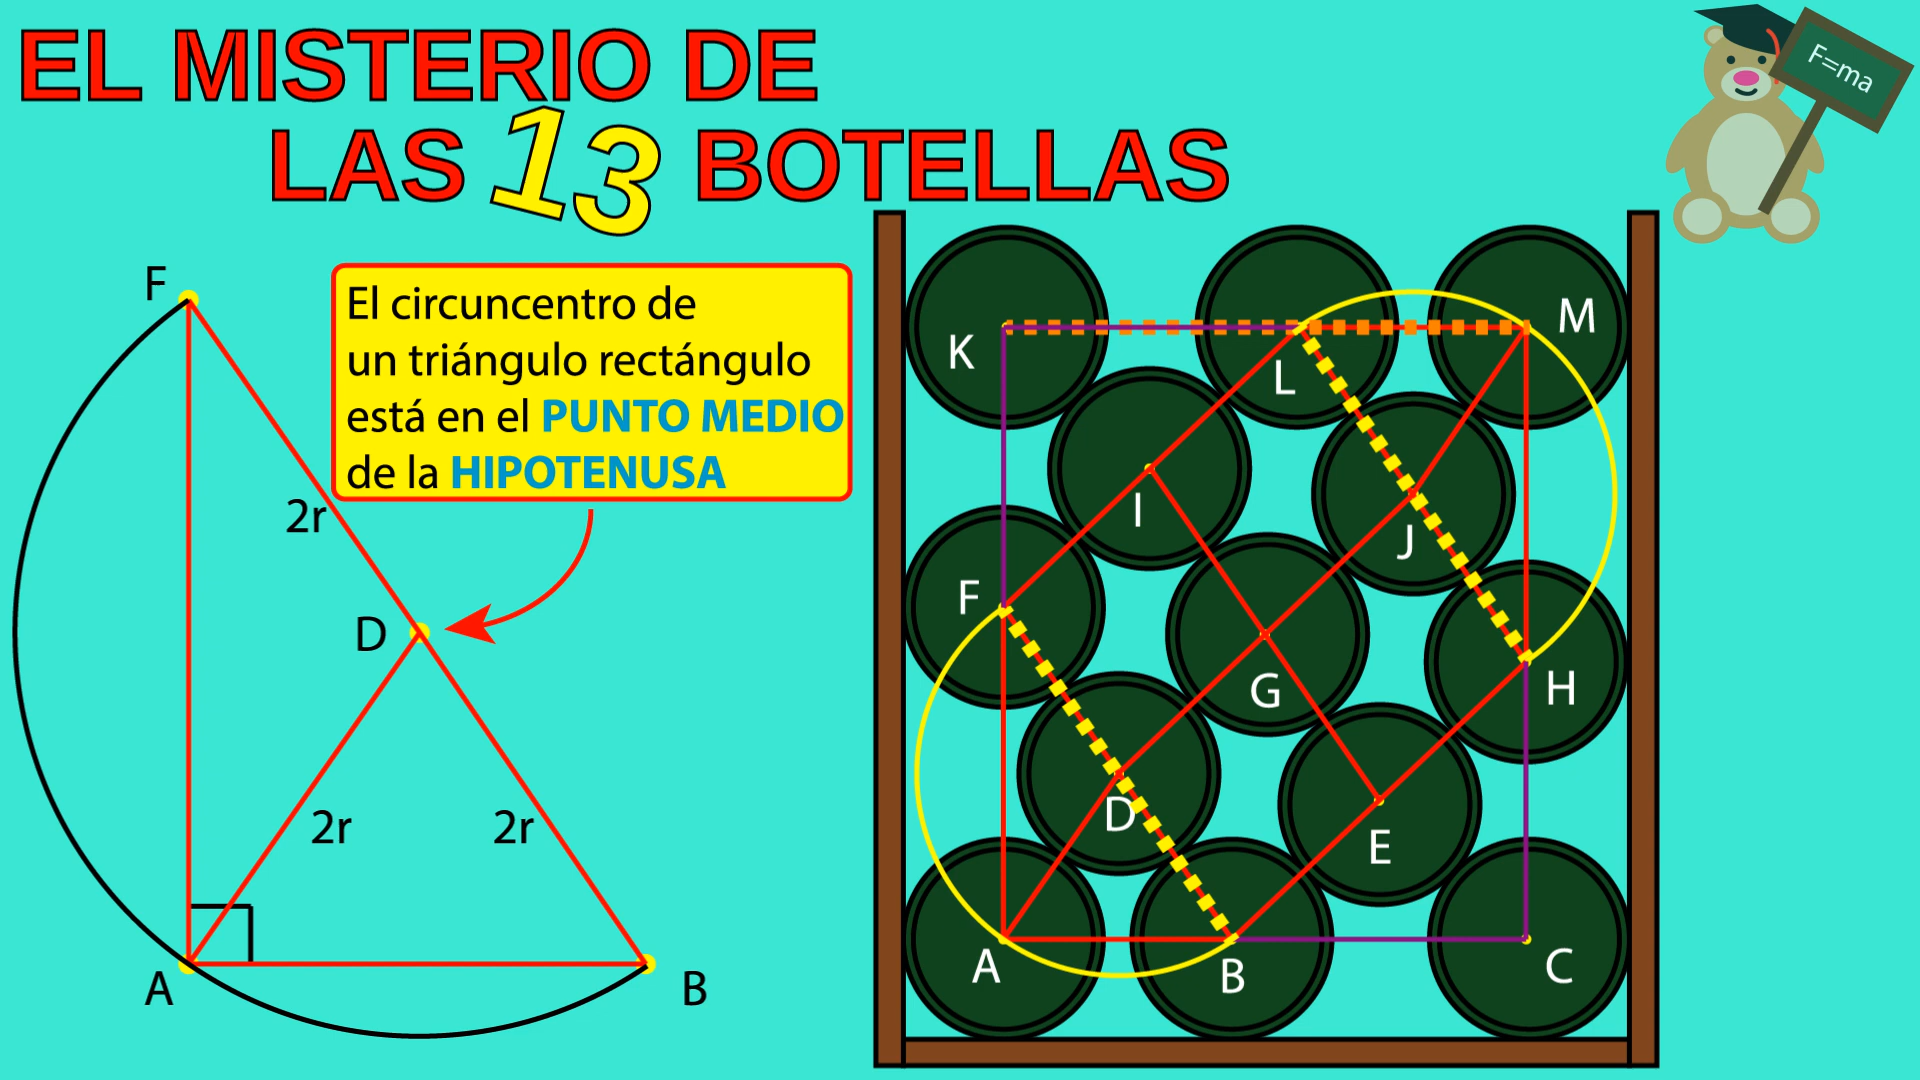 EL MISTERIO DE
LAS 13 BOTELLAS
F=ma
El circuncentro de
un triángulo rectángulo
está en el PUNTO MEDIO
de la HIPOTENUSA
F
2r
D
2r
2r
A
B
K
L
M
I
J
F
G
H
D
E
A
B
C